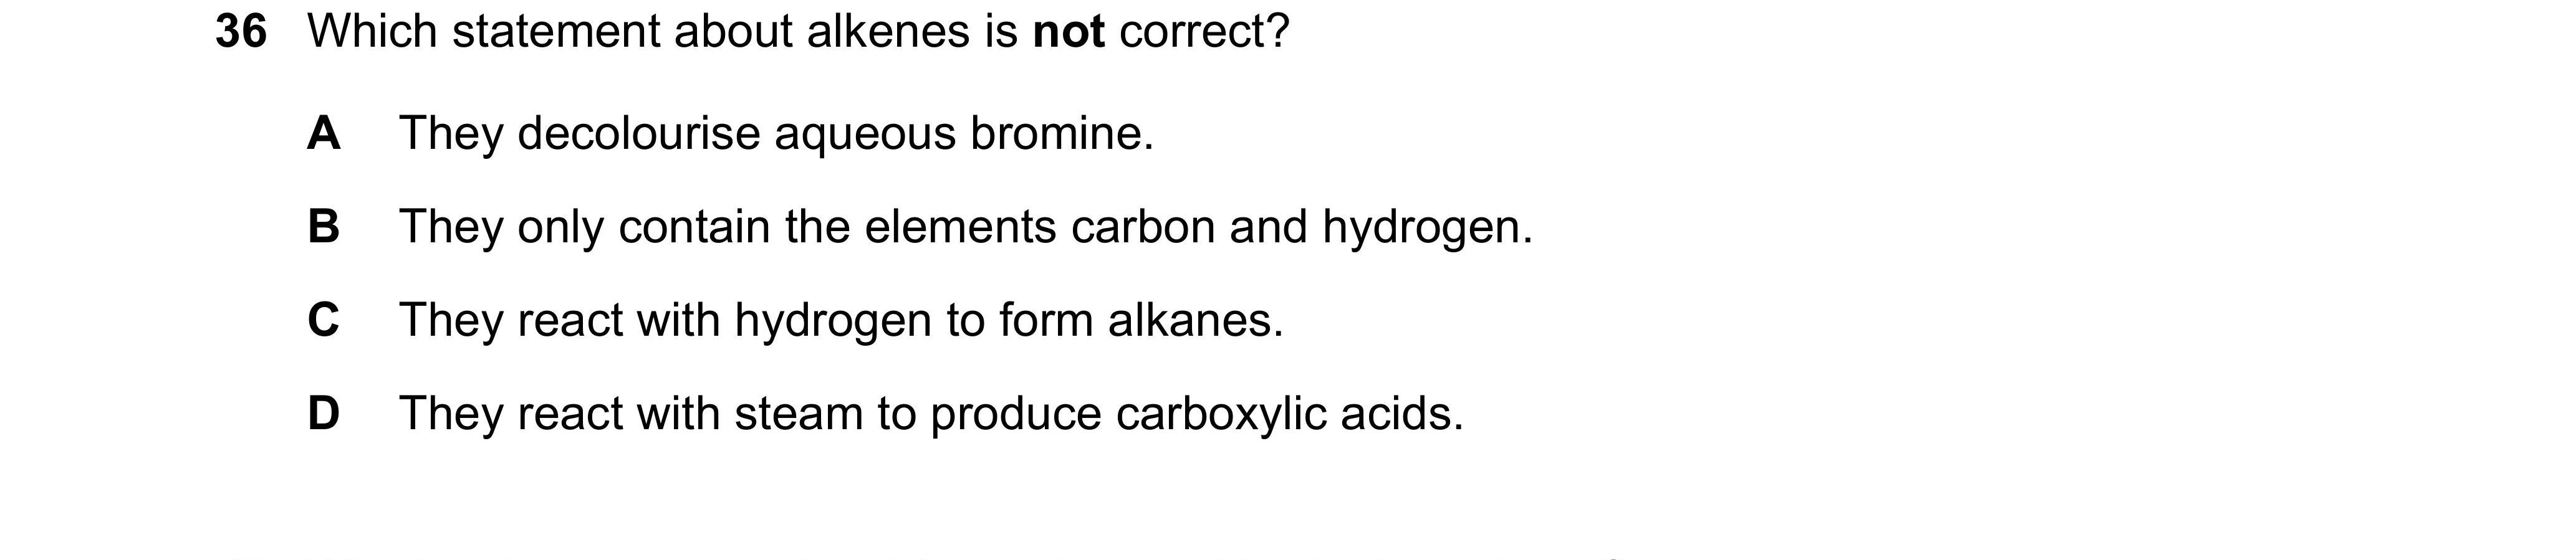 36 Which statement about alkenes is not correct?
A They decolourise aqueous bromine.
B They only contain the elements carbon and hydrogen.
C They react with hydrogen to form alkanes.
D They react with steam to produce carboxylic acids.